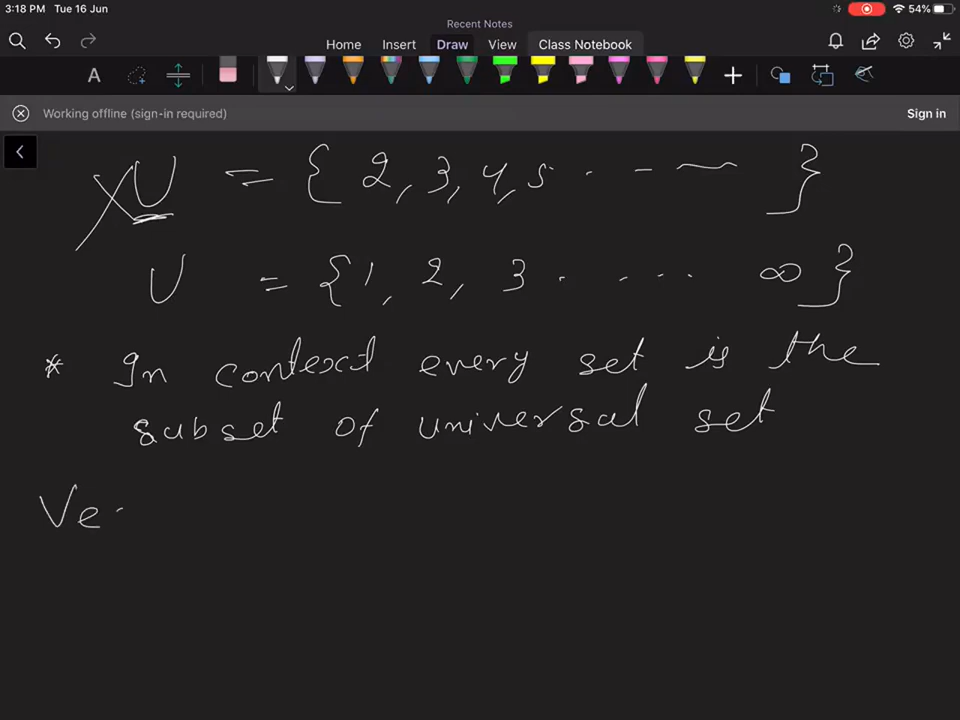 3:18 PM Tue 16 Jun 54%
Recent Notes
Home Insert Draw View Class Notebook
A
Working offline (sign-in required) Sign in
U = { 2, 3, 4, 5 . - ~ }
U = {1, 2, 3 . . . . . ∞}
* In context every set is the
subset of universal set
Ve